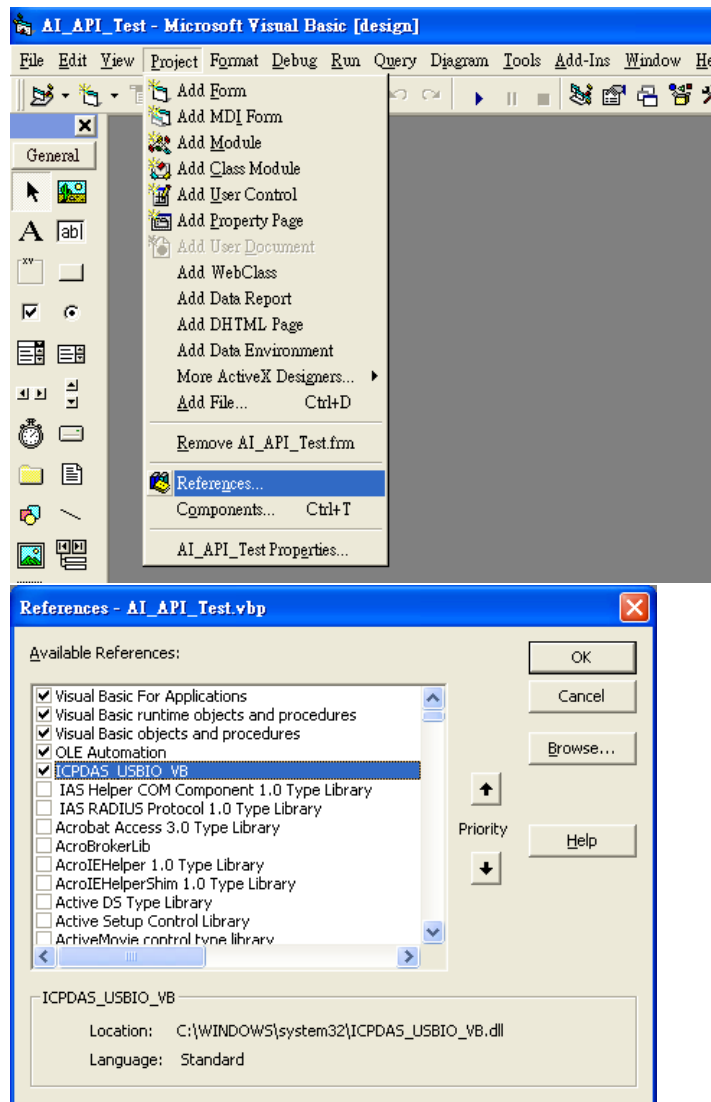 AI_API_Test - Microsoft Visual Basic [design]
File Edit View Project Format Debug Run Query Diagram Tools Add-Ins Window He
General
A ab|
XY
Add Form
Add MDI Form
Add Module
Add Class Module
Add User Control
Add Property Page
Add User Document
Add WebClass
Add Data Report
Add DHTML Page
Add Data Environment
More ActiveX Designers...
Add File... Ctrl+D
Remove AI_API_Test.frm
References...
Components... Ctrl+T
AI_API_Test Properties...
References - AI_API_Test.vbp
Available References:
Visual Basic For Applications
Visual Basic runtime objects and procedures
Visual Basic objects and procedures
OLE Automation
ICPDAS_USBIO_VB
IAS Helper COM Component 1.0 Type Library
IAS RADIUS Protocol 1.0 Type Library
Acrobat Access 3.0 Type Library
AcroBrokerLib
AcroIEHelper 1.0 Type Library
AcroIEHelperShim 1.0 Type Library
Active DS Type Library
Active Setup Control Library
ActiveMovie control type library
OK
Cancel
Browse...
Priority
Help
ICPDAS_USBIO_VB
Location: C:\WINDOWS\system32\ICPDAS_USBIO_VB.dll
Language: Standard